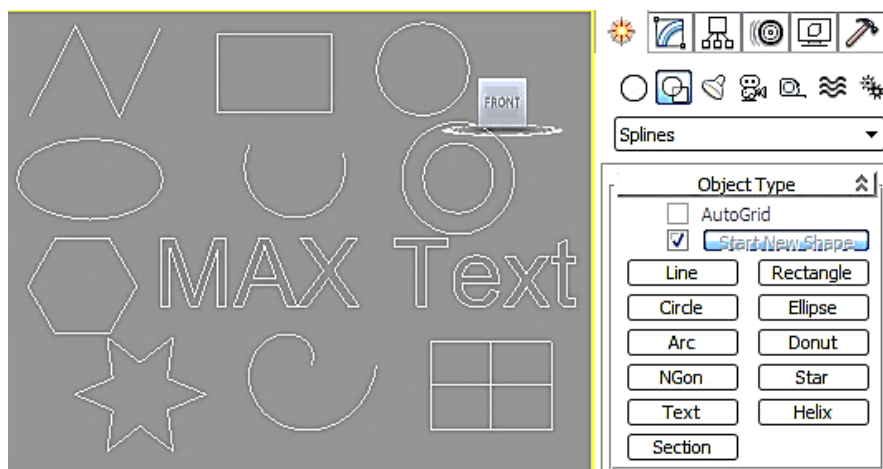 FRONT
MAX Text
Splines
Object Type
AutoGrid
Start New Shape
Line Rectangle
Circle Ellipse
Arc Donut
NGon Star
Text Helix
Section